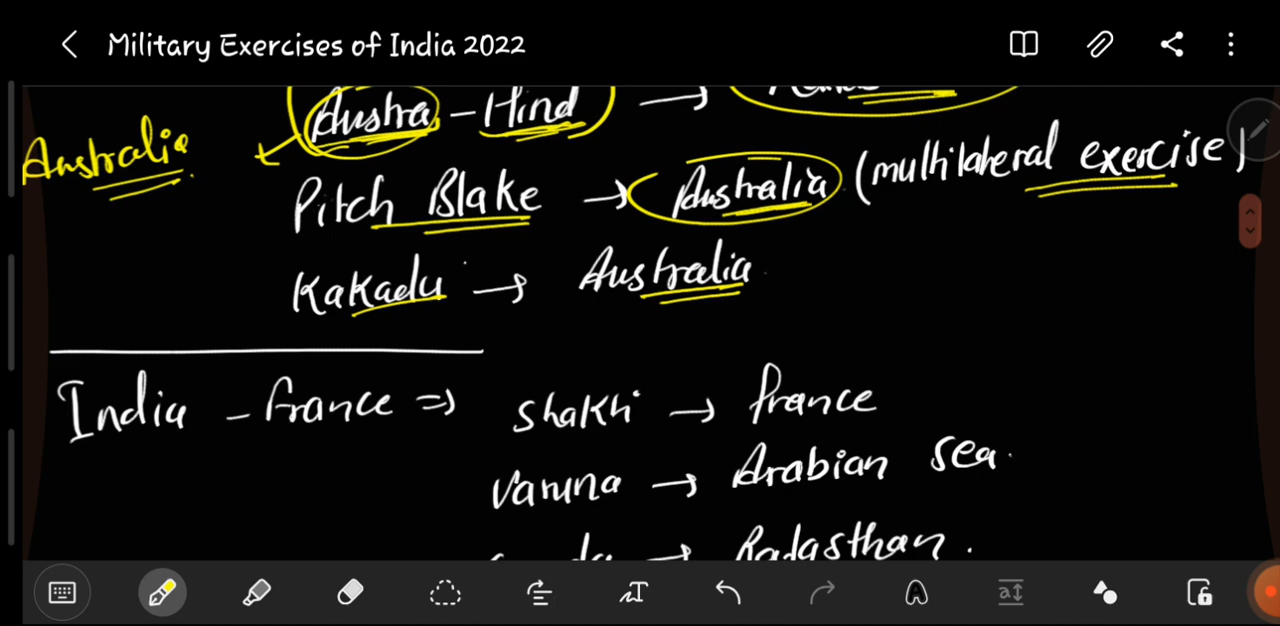 Military Exercises of India 2022
Austra - Hind →
Australia
Pitch Blake → Australia (multilateral exercise)
Kakadu → Australia
India - france ⇒ Shakti → france
Varuna → Arabian sea.
→ Rajasthan.